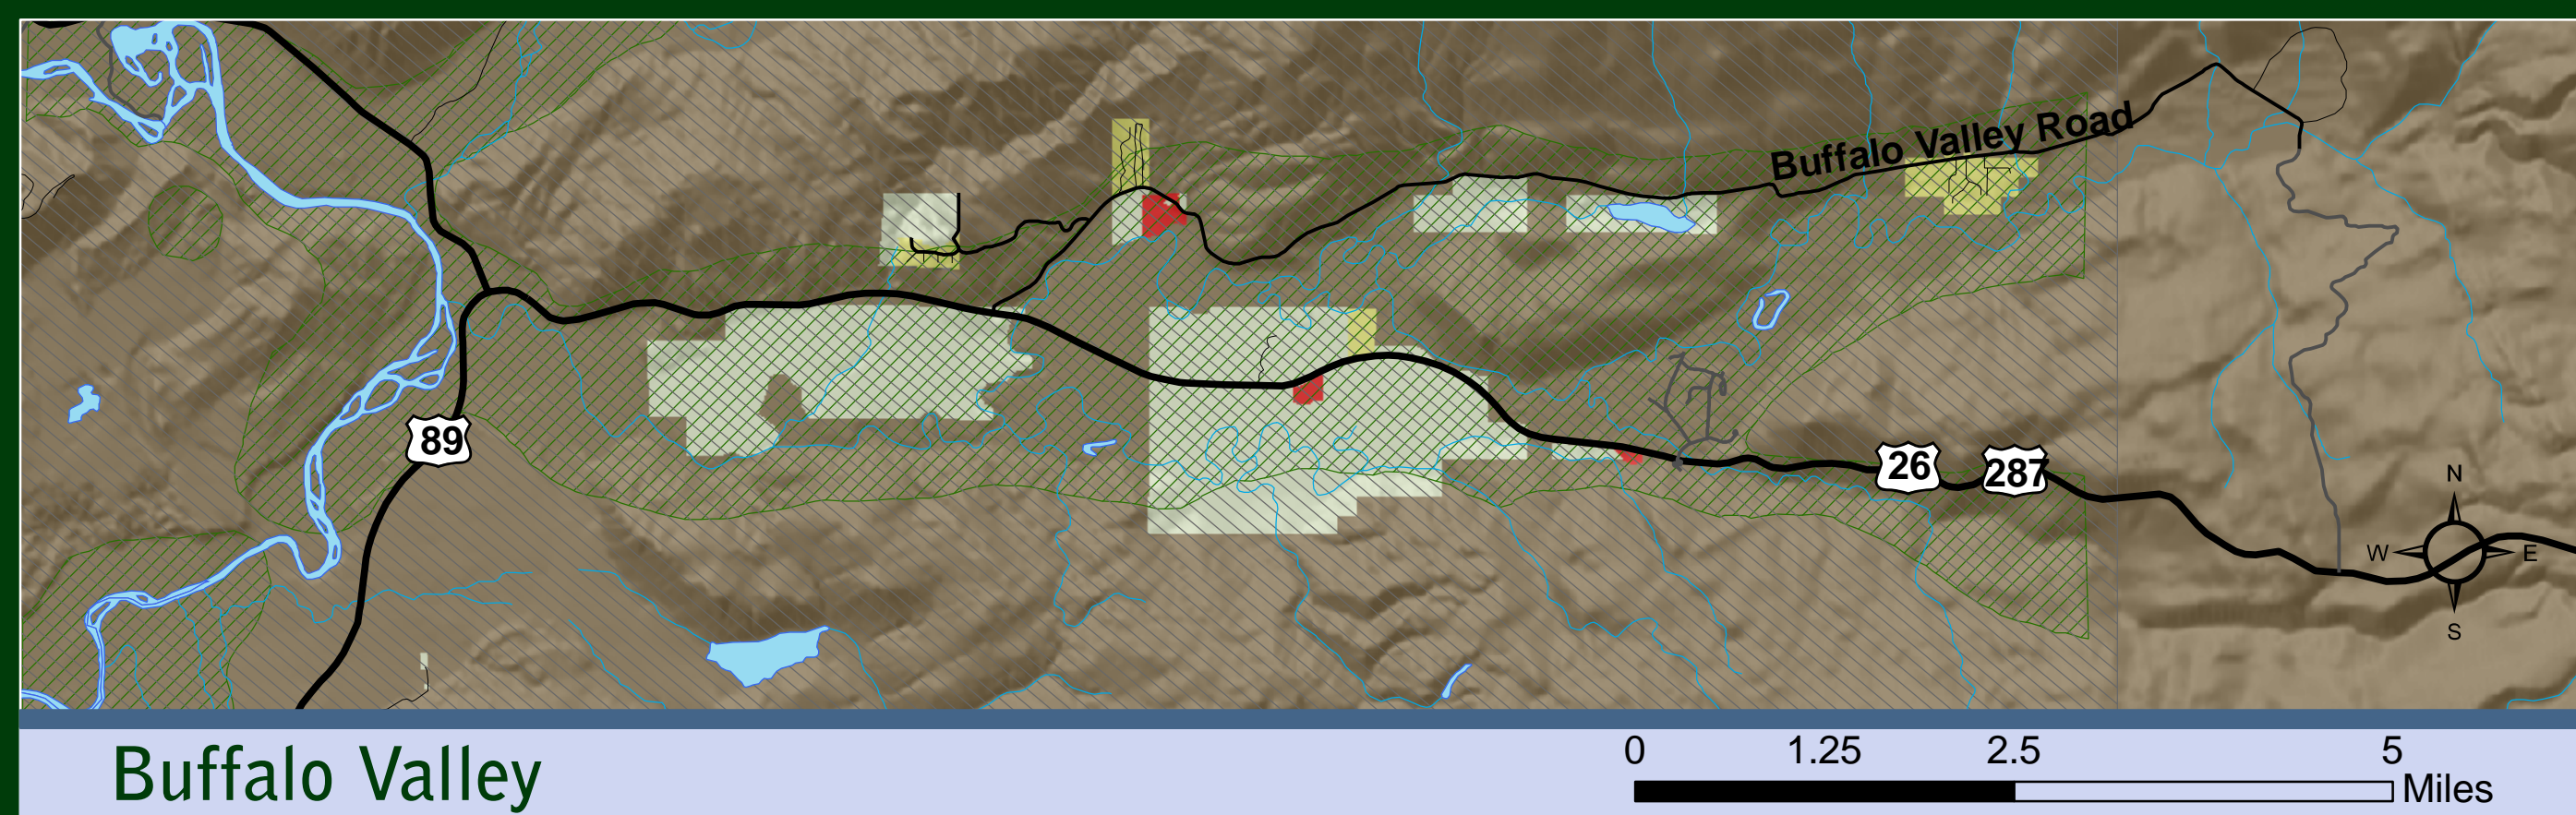 Buffalo Valley Road
89
26
287
N
W
E
S
Buffalo Valley
0
1.25
2.5
5
Miles